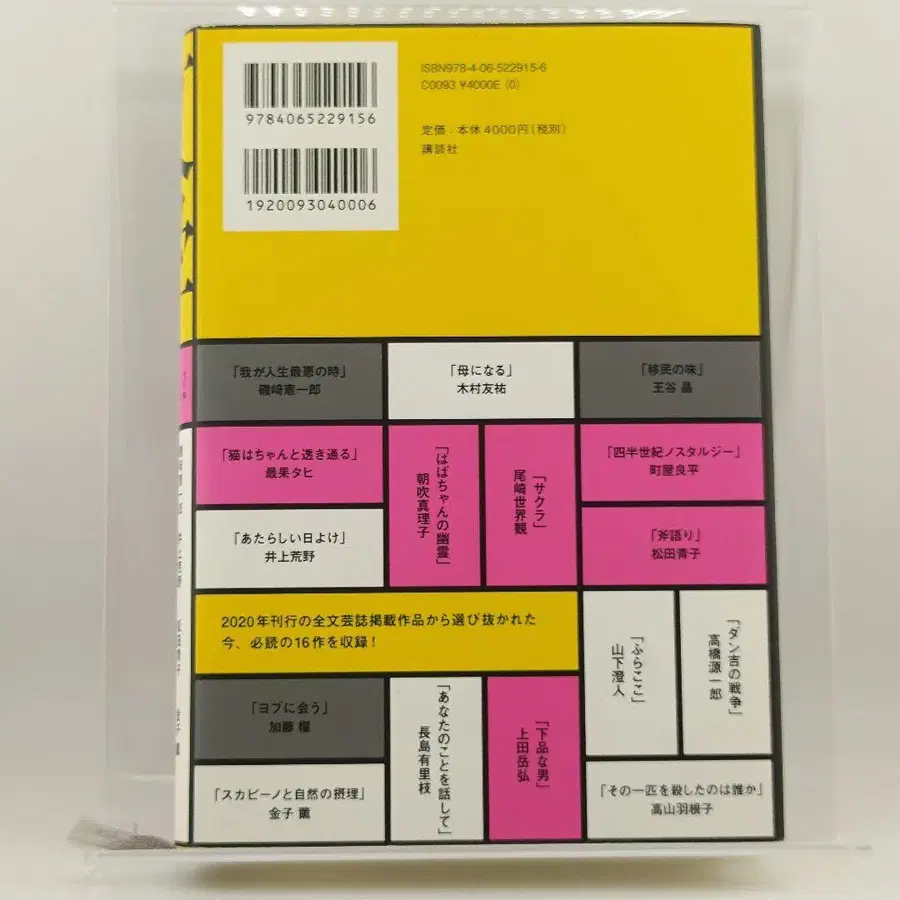 9784065229156
1920093040006
ISBN978-4-06-522915-6
C0093 ¥4000E (0)
定価：本体4000円（税別）
講談社
「我が人生最悪の時」
磯﨑憲一郎
「母になる」
木村友祐
「移民の味」
王谷 晶
「猫はちゃんと透き通る」
最果タヒ
「ばばちゃんの幽霊」
朝吹真理子
「サクラ」
尾崎世界観
「四半世紀ノスタルジー」
町屋良平
「あたらしい日よけ」
井上荒野
「斧語り」
松田青子
2020年刊行の全文芸誌掲載作品から選び抜かれた
今、必読の16作を収録！
「ふらここ」
山下澄人
「ダン吉の戦争」
高橋源一郎
「ヨブに会う」
加藤 櫂
「あなたのことを話して」
長島有里枝
「下品な男」
上田岳弘
「スカピーノと自然の摂理」
金子 薫
「その一匹を殺したのは誰か」
高山羽根子